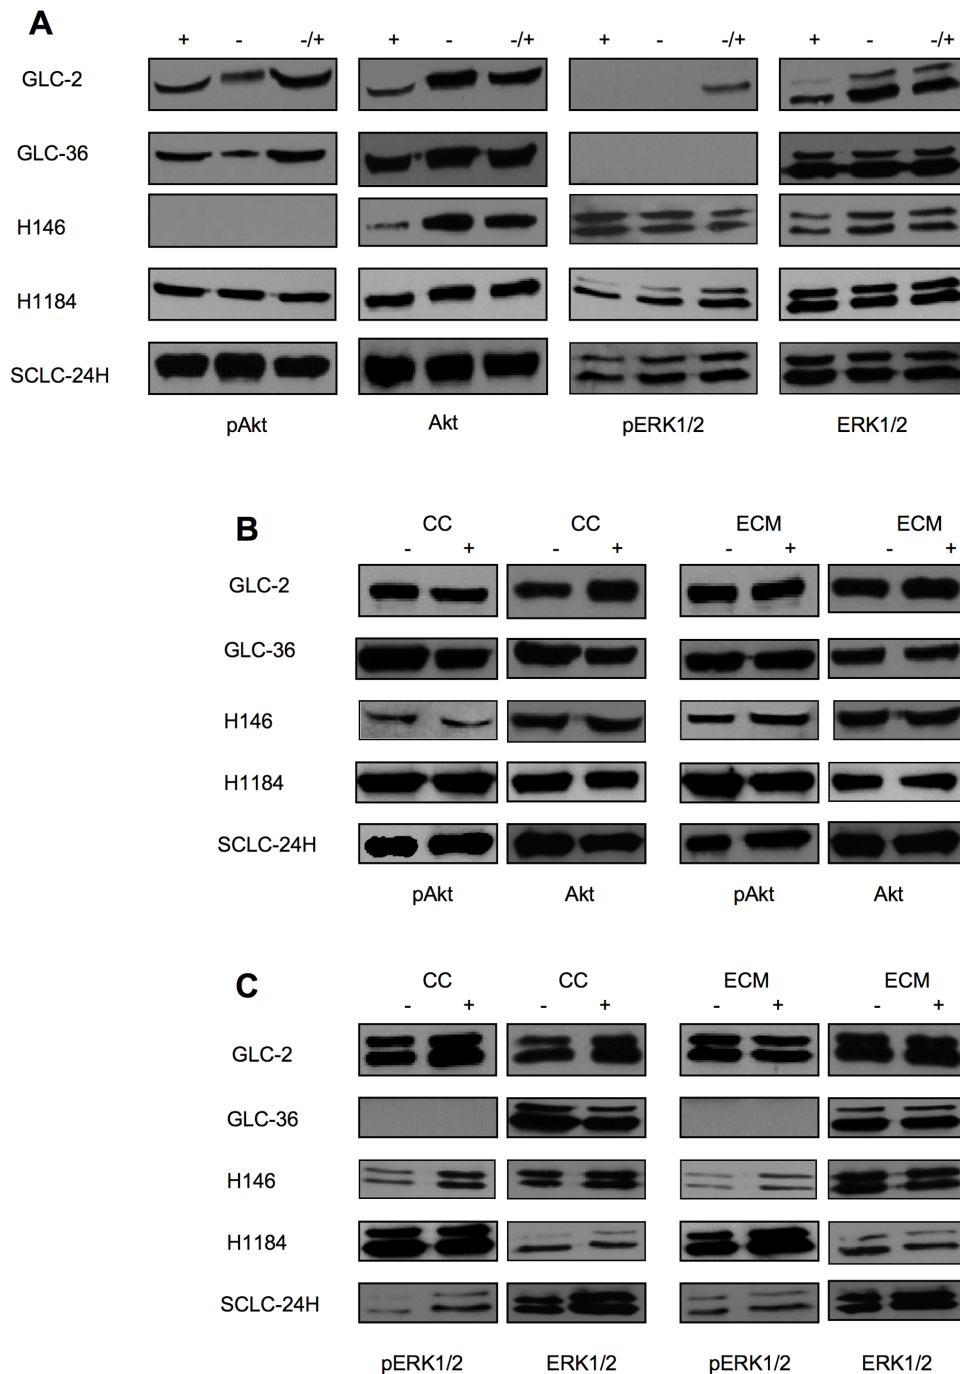 A
+ - -/+ + - -/+ + - -/+ + - -/+
GLC-2
GLC-36
H146
H1184
SCLC-24H
pAkt Akt pERK1/2 ERK1/2
B
CC CC ECM ECM
- + - + - + - +
GLC-2
GLC-36
H146
H1184
SCLC-24H
pAkt Akt pAkt Akt
C
CC CC ECM ECM
- + - + - + - +
GLC-2
GLC-36
H146
H1184
SCLC-24H
pERK1/2 ERK1/2 pERK1/2 ERK1/2